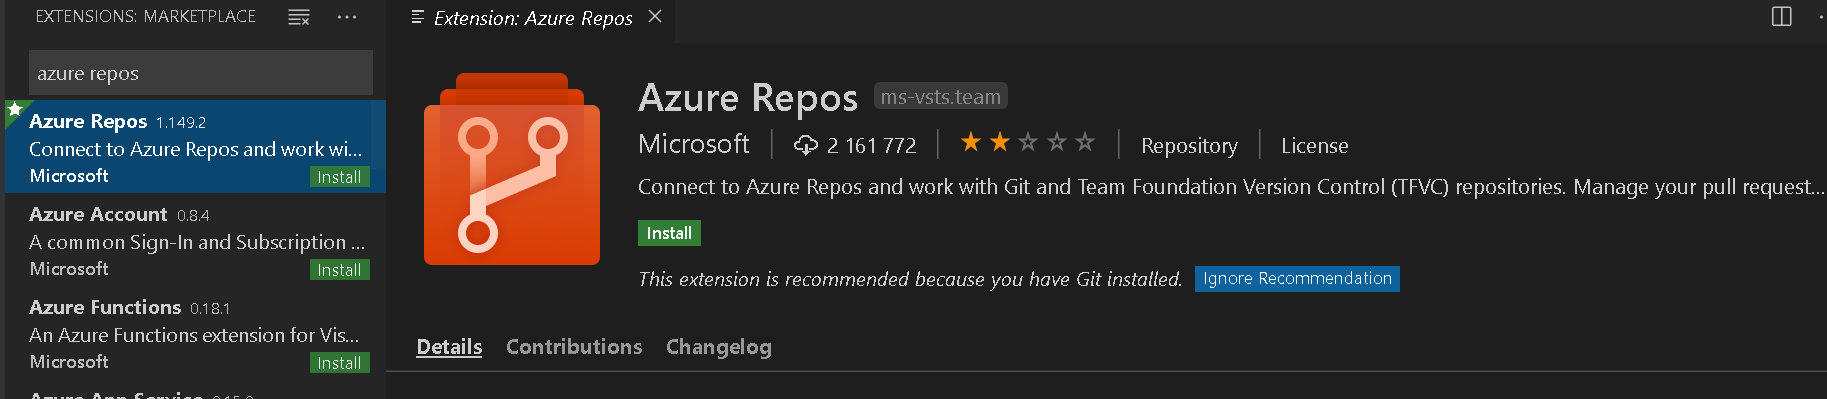 EXTENSIONS: MARKETPLACE
azure repos
Azure Repos 1.149.2
Connect to Azure Repos and work wi...
Microsoft Install
Azure Account 0.8.4
A common Sign-In and Subscription ...
Microsoft Install
Azure Functions 0.18.1
An Azure Functions extension for Vis...
Microsoft Install
Azure App Service
Extension: Azure Repos
Azure Repos ms-vsts.team
Microsoft 2 161 772 Repository License
Connect to Azure Repos and work with Git and Team Foundation Version Control (TFVC) repositories. Manage your pull request...
Install
This extension is recommended because you have Git installed. Ignore Recommendation
Details Contributions Changelog